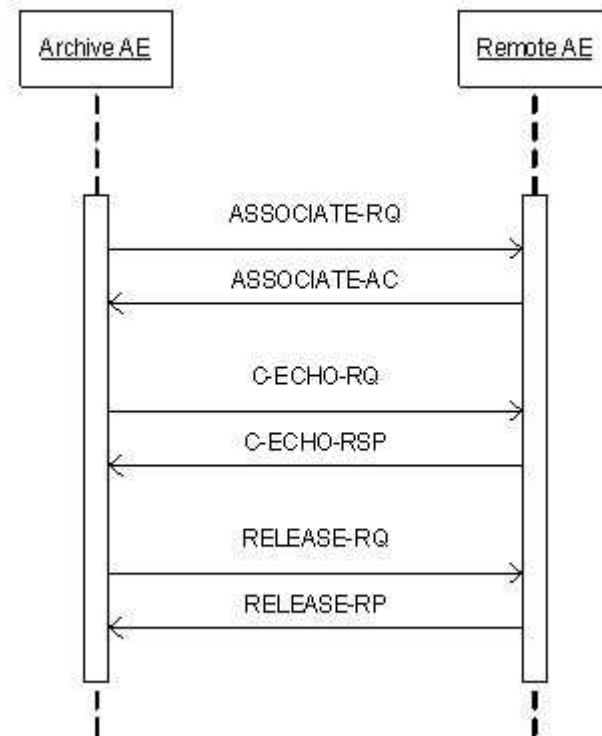 Archive AE
Remote AE
ASSOCIATE-RQ
ASSOCIATE-AC
C-ECHO-RQ
C-ECHO-RSP
RELEASE-RQ
RELEASE-RP